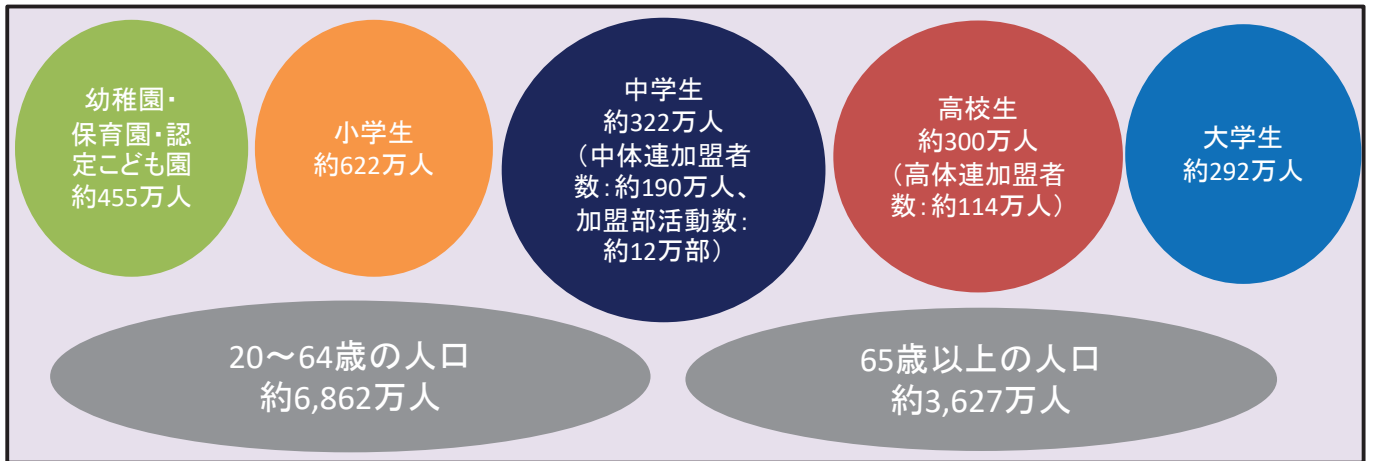 幼稚園・
保育園・認
定こども園
約455万人
小学生
約622万人
中学生
約322万人
（中体連加盟者
数：約190万人、
加盟部活動数：
約12万部）
高校生
約300万人
（高体連加盟者
数：約114万人）
大学生
約292万人
20～64歳の人口
約6,862万人
65歳以上の人口
約3,627万人